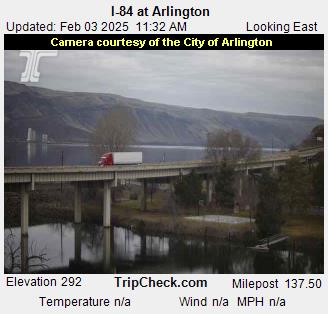 I-84 at Arlington
Updated: Feb 03 2025 11:32 AM Looking East
Camera courtesy of the City of Arlington
Elevation 292 TripCheck.com Milepost 137.50
Temperature n/a Wind n/a MPH n/a